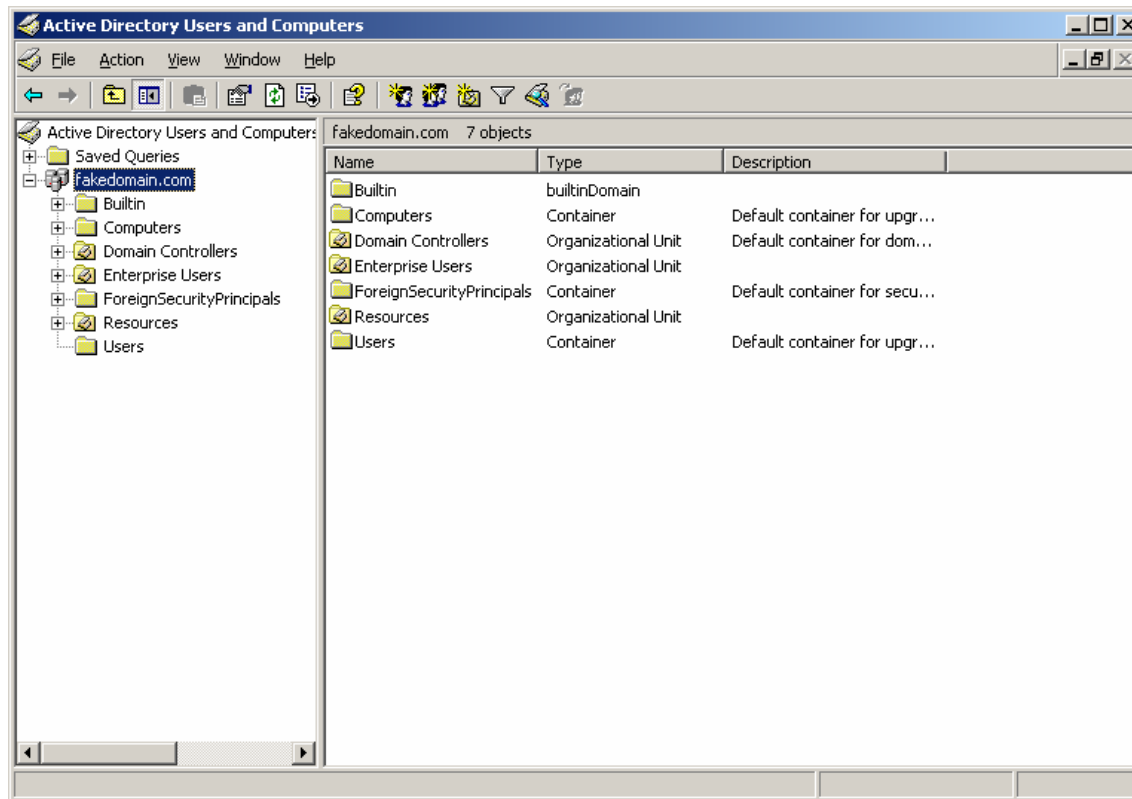 Active Directory Users and Computers
File Action View Window Help
Active Directory Users and Computers
Saved Queries
fakedomain.com
Builtin
Computers
Domain Controllers
Enterprise Users
ForeignSecurityPrincipals
Resources
Users
fakedomain.com 7 objects
Name Type Description
Builtin builtinDomain
Computers Container Default container for upgr...
Domain Controllers Organizational Unit Default container for dom...
Enterprise Users Organizational Unit
ForeignSecurityPrincipals Container Default container for secu...
Resources Organizational Unit
Users Container Default container for upgr...